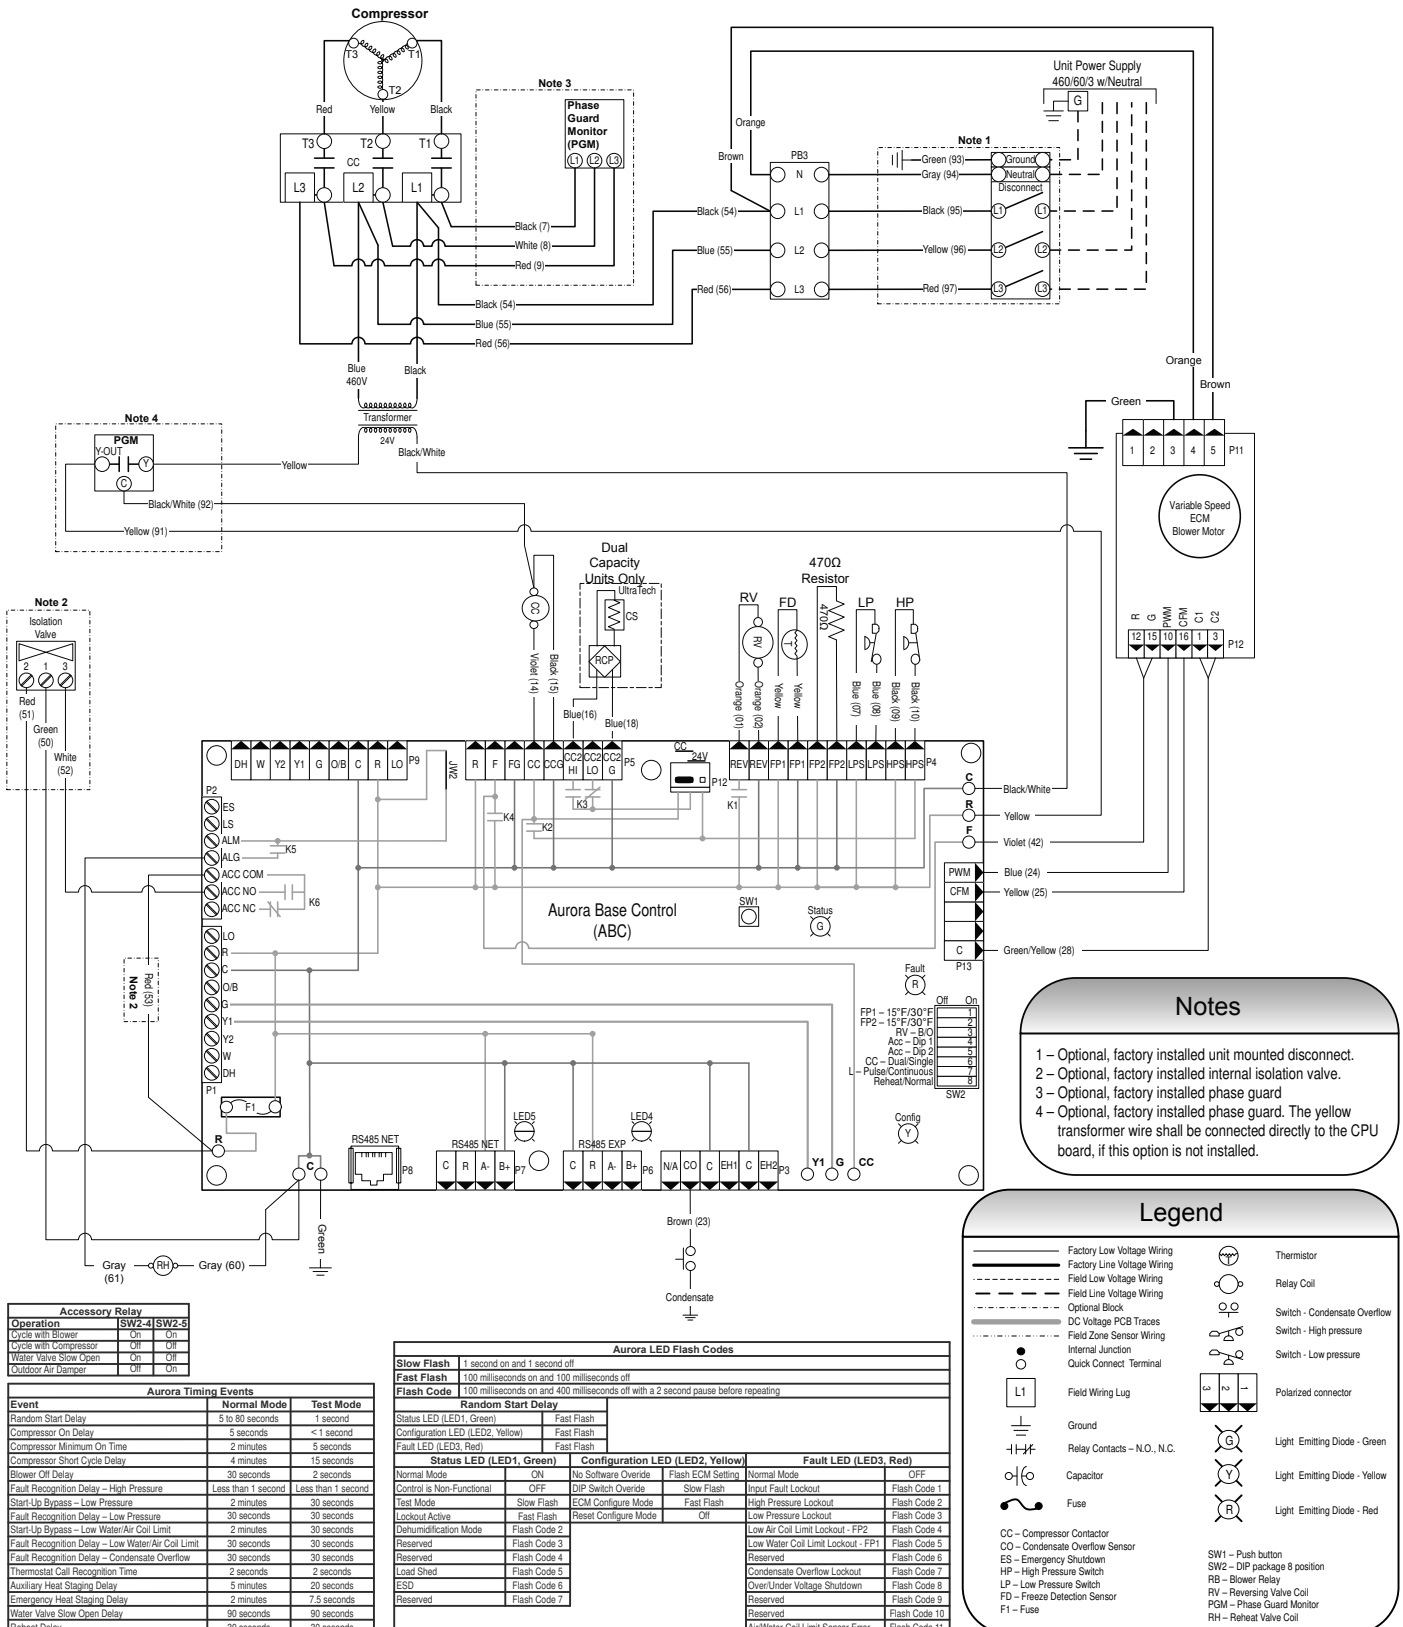 Compressor
T3
T1
T2
Red
Yellow
Black
T3
T2
T1
CC
L3
L2
L1
Note 3
Phase
Guard
Monitor
(PGM)
L1 L2 L3
Black (7)
White (8)
Red (9)
Black (54)
Blue (55)
Red (56)
Orange
Brown
PB3
N
L1
L2
L3
Black (54)
Blue (55)
Red (56)
Unit Power Supply
460/60/3 w/Neutral
G
Note 1
Green (93)
Gray (94)
Black (95)
Yellow (96)
Red (97)
Ground
Neutral
Disconnect
L1 L1
L2 L2
L3 L3
Blue
460V
Black
Transformer
24V
Black/White
Yellow
Note 4
PGM
Y-OUT
Y
C
Black/White (92)
Yellow (91)
Orange
Brown
Green
1 2 3 4 5 P11
Variable Speed
ECM
Blower Motor
R G PWM CFM C1 C2
12 15 10 16 1 3 P12
Note 2
Isolation
Valve
2 1 3
Red
(51)
Green
(50)
White
(52)
CC
Violet (14)
Black (15)
Dual
Capacity
Units Only
UltraTech
CS
RCP
Blue(16)
Blue(18)
RV
RV
Orange (01)
Orange (02)
FD
T
Yellow
Yellow
470Ω
Resistor
470Ω
LP
Blue (07)
Blue (08)
HP
Black (09)
Black (10)
DH W Y2 Y1 G O/B C R LO P9
JW2
R F FG CC CCG CC2 HI CC2 LO CC2 G P5
CC
24V
P12
REV REV FP1 FP1 FP2 FP2 LPS LPS HPS HPS P4
K3
K4
K2
K1
C
Black/White
R
Yellow
F
Violet (42)
P2
ES
LS
ALM
ALG
ACC COM
ACC NO
ACC NC
K5
K6
LO
R
C
O/B
G
Y1
Y2
W
DH
P1
F1
Red (53)
Note 2
Aurora Base Control
(ABC)
SW1
Status
G
Fault
R
PWM
CFM
C
P13
Blue (24)
Yellow (25)
Green/Yellow (28)
Off On
FP1 – 15°F/30°F 1
FP2 – 15°F/30°F 2
RV – B/O 3
Acc – Dip 1 4
Acc – Dip 2 5
CC – Dual/Single 6
L – Pulse/Continuous 7
Reheat/Normal 8
SW2
Config
Y
R
C
RS485 NET
P8
RS485 NET
LED5
C R A- B+ P7
RS485 EXP
LED4
C R A- B+ P6
N/A CO C EH1 C EH2 P3
Y1 G CC
Green
Gray
(61)
RH
Gray (60)
Brown (23)
Condensate
Notes
1 – Optional, factory installed unit mounted disconnect.
2 – Optional, factory installed internal isolation valve.
3 – Optional, factory installed phase guard
4 – Optional, factory installed phase guard. The yellow
transformer wire shall be connected directly to the CPU
board, if this option is not installed.
Legend
Factory Low Voltage Wiring
Factory Line Voltage Wiring
Field Low Voltage Wiring
Field Line Voltage Wiring
Optional Block
DC Voltage PCB Traces
Field Zone Sensor Wiring
Internal Junction
Quick Connect Terminal
L1 Field Wiring Lug
Ground
Relay Contacts – N.O., N.C.
Capacitor
Fuse
Thermistor
Relay Coil
Switch - Condensate Overflow
Switch - High pressure
Switch - Low pressure
3 2 1 Polarized connector
G Light Emitting Diode - Green
Y Light Emitting Diode - Yellow
R Light Emitting Diode - Red
CC – Compressor Contactor
CO – Condensate Overflow Sensor
ES – Emergency Shutdown
HP – High Pressure Switch
LP – Low Pressure Switch
FD – Freeze Detection Sensor
F1 – Fuse
SW1 – Push button
SW2 – DIP package 8 position
RB – Blower Relay
RV – Reversing Valve Coil
PGM – Phase Guard Monitor
RH – Reheat Valve Coil
Accessory Relay
Operation SW2-4 SW2-5
Cycle with Blower On On
Cycle with Compressor Off Off
Water Valve Slow Open On Off
Outdoor Air Damper Off On
Aurora Timing Events
Event Normal Mode Test Mode
Random Start Delay 5 to 80 seconds 1 second
Compressor On Delay 5 seconds < 1 second
Compressor Minimum On Time 2 minutes 5 seconds
Compressor Short Cycle Delay 4 minutes 15 seconds
Blower Off Delay 30 seconds 2 seconds
Fault Recognition Delay – High Pressure Less than 1 second Less than 1 second
Start-Up Bypass – Low Pressure 2 minutes 30 seconds
Fault Recognition Delay – Low Pressure 30 seconds 30 seconds
Start-Up Bypass – Low Water/Air Coil Limit 2 minutes 30 seconds
Fault Recognition Delay – Low Water/Air Coil Limit 30 seconds 30 seconds
Fault Recognition Delay – Condensate Overflow 30 seconds 30 seconds
Thermostat Call Recognition Time 2 seconds 2 seconds
Auxiliary Heat Staging Delay 5 minutes 20 seconds
Emergency Heat Staging Delay 2 minutes 7.5 seconds
Water Valve Slow Open Delay 90 seconds 90 seconds
Reheat Delay 30 seconds 30 seconds
Aurora LED Flash Codes
Slow Flash 1 second on and 1 second off
Fast Flash 100 milliseconds on and 100 milliseconds off
Flash Code 100 milliseconds on and 400 milliseconds off with a 2 second pause before repeating
Random Start Delay
Status LED (LED1, Green) Fast Flash
Configuration LED (LED2, Yellow) Fast Flash
Fault LED (LED3, Red) Fast Flash
Status LED (LED1, Green) Configuration LED (LED2, Yellow) Fault LED (LED3, Red)
Normal Mode ON No Software Overide Flash ECM Setting Normal Mode OFF
Control is Non-Functional OFF DIP Switch Overide Slow Flash Input Fault Lockout Flash Code 1
Test Mode Slow Flash ECM Configure Mode Fast Flash High Pressure Lockout Flash Code 2
Lockout Active Fast Flash Reset Configure Mode Off Low Pressure Lockout Flash Code 3
Dehumidification Mode Flash Code 2 Low Air Coil Limit Lockout - FP2 Flash Code 4
Reserved Flash Code 3 Low Water Coil Limit Lockout - FP1 Flash Code 5
Reserved Flash Code 4 Reserved Flash Code 6
Load Shed Flash Code 5 Condensate Overflow Lockout Flash Code 7
ESD Flash Code 6 Over/Under Voltage Shutdown Flash Code 8
Reserved Flash Code 7 Reserved Flash Code 9
Reserved Flash Code 10
Air/Water Coil Limit Sensor Error Flash Code 11